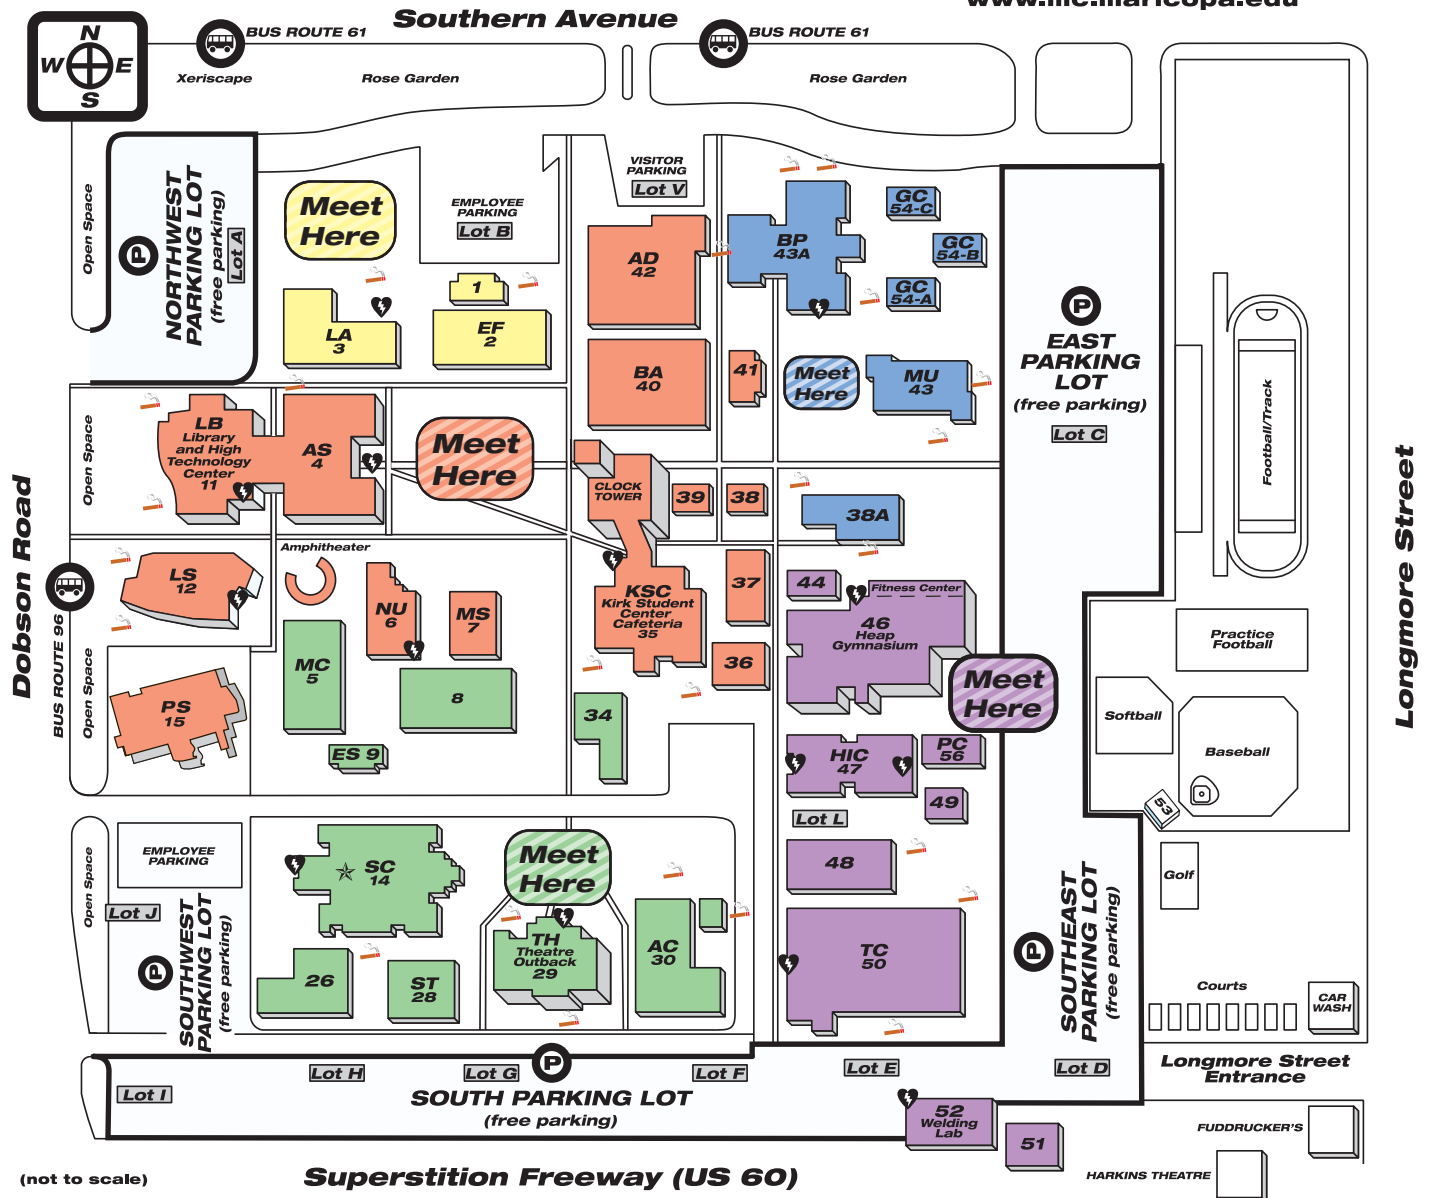 Southern Avenue
N
W E
S
BUS ROUTE 61
BUS ROUTE 61
Xeriscape
Rose Garden
Rose Garden
Open Space
P
NORTHWEST
PARKING LOT
(free parking)
Lot A
Meet
Here
EMPLOYEE
PARKING
Lot B
VISITOR
PARKING
Lot V
AD
42
BP
43A
GC
54-C
GC
54-B
GC
54-A
P
EAST
PARKING
LOT
(free parking)
Lot C
1
LA
3
EF
2
BA
40
41
Meet
Here
MU
43
Football/Track
Open Space
LB
Library
and High
Technology
Center
11
AS
4
Meet
Here
CLOCK
TOWER
39
38
38A
Dobson Road
Longmore Street
BUS ROUTE 96
Amphitheater
LS
12
NU
6
MS
7
KSC
Kirk Student
Center
Cafeteria
35
37
36
44
Fitness Center
46
Heap
Gymnasium
Meet
Here
Practice
Football
Softball
Baseball
53
Open Space
PS
15
MC
5
8
ES 9
34
HIC
47
PC
56
49
Lot L
48
Golf
Open Space
EMPLOYEE
PARKING
Lot J
P
SOUTHWEST
PARKING LOT
(free parking)
SC
14
Meet
Here
26
ST
28
TH
Theatre
Outback
29
AC
30
TC
50
P
SOUTHEAST
PARKING LOT
(free parking)
Courts
CAR
WASH
Lot I
Lot H
Lot G
P
Lot F
Lot E
Lot D
SOUTH PARKING LOT
(free parking)
Longmore Street
Entrance
52
Welding
Lab
51
FUDDRUCKER'S
HARKINS THEATRE
(not to scale)
Superstition Freeway (US 60)